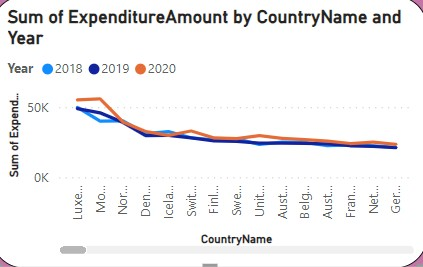 Sum of ExpenditureAmount by CountryName and
Year
Year 2018 2019 2020
Sum of Expend...
50K
0K
Luxe...
Mo...
Nor...
Den...
Icela...
Swit...
Finl...
Swe...
Unit...
Aust...
Belg...
Aust...
Fran...
Net...
Ger...
CountryName